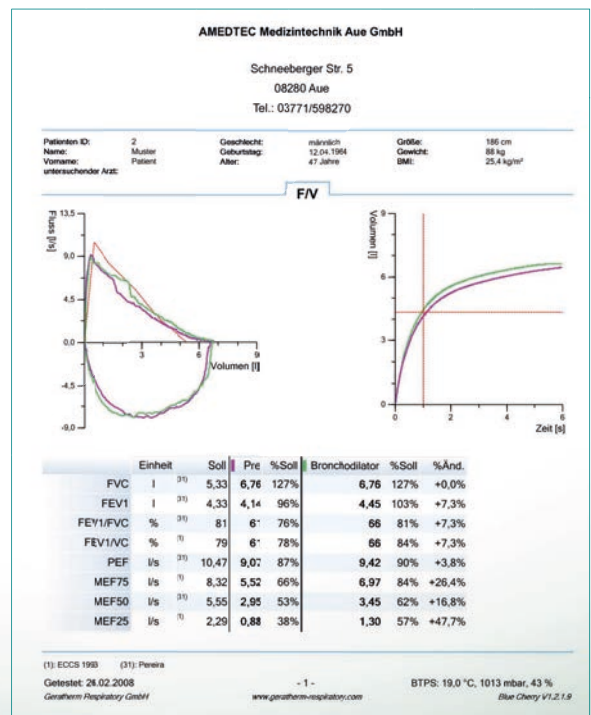 AMEDTEC Medizintechnik Aue GmbH
Schneeberger Str. 5
08280 Aue
Tel.: 03771/598270
Patienten ID: 2 Geschlecht: männlich Größe: 186 cm
Name: Muster Geburtstag: 12.04.1964 Gewicht: 88 kg
Vorname: Patient Alter: 47 Jahre BMI: 25,4 kg/m²
untersuchender Arzt:
F/V
Fluss [l/s]
13,5
9,0
4,5
0,0
-4,5
-9,0
3 6 9
Volumen [l]
Volumen [l]
9
6
3
0
0 2 4 6
Zeit [s]
Einheit Soll Pre %Soll Bronchodilator %Soll %Änd.
FVC l (31) 5,33 6,76 127% 6,76 127% +0,0%
FEV1 l (31) 4,33 4,14 96% 4,45 103% +7,3%
FEV1/FVC % (31) 81 76% 66 81% +7,3%
FEV1/VC % (1) 79 78% 66 84% +7,3%
PEF l/s (31) 10,47 9,07 87% 9,42 90% +3,8%
MEF75 l/s (1) 8,32 5,52 66% 6,97 84% +26,4%
MEF50 l/s (31) 5,55 2,95 53% 3,45 62% +16,8%
MEF25 l/s (1) 2,29 0,88 38% 1,30 57% +47,7%
(1): ECCS 1993 (31): Pereira
Getestet: 26.02.2008 - 1 - BTPS: 19,0 °C, 1013 mbar, 43 %
Geratherm Respiratory GmbH www.geratherm-respiratory.com Blue Cherry V1.2.1.9